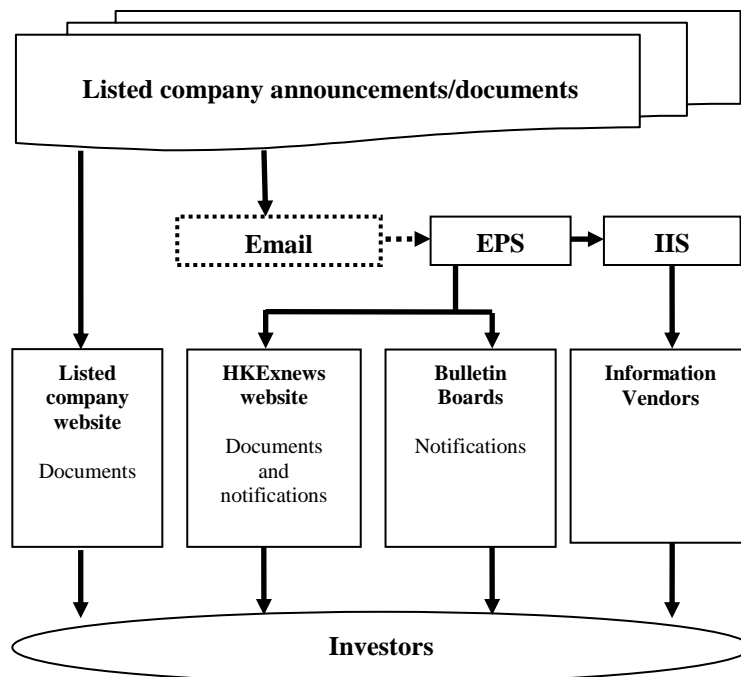 Listed company announcements/documents
Email
EPS
IIS
Listed
company
website
Documents
HKExnews
website
Documents
and
notifications
Bulletin
Boards
Notifications
Information
Vendors
Investors